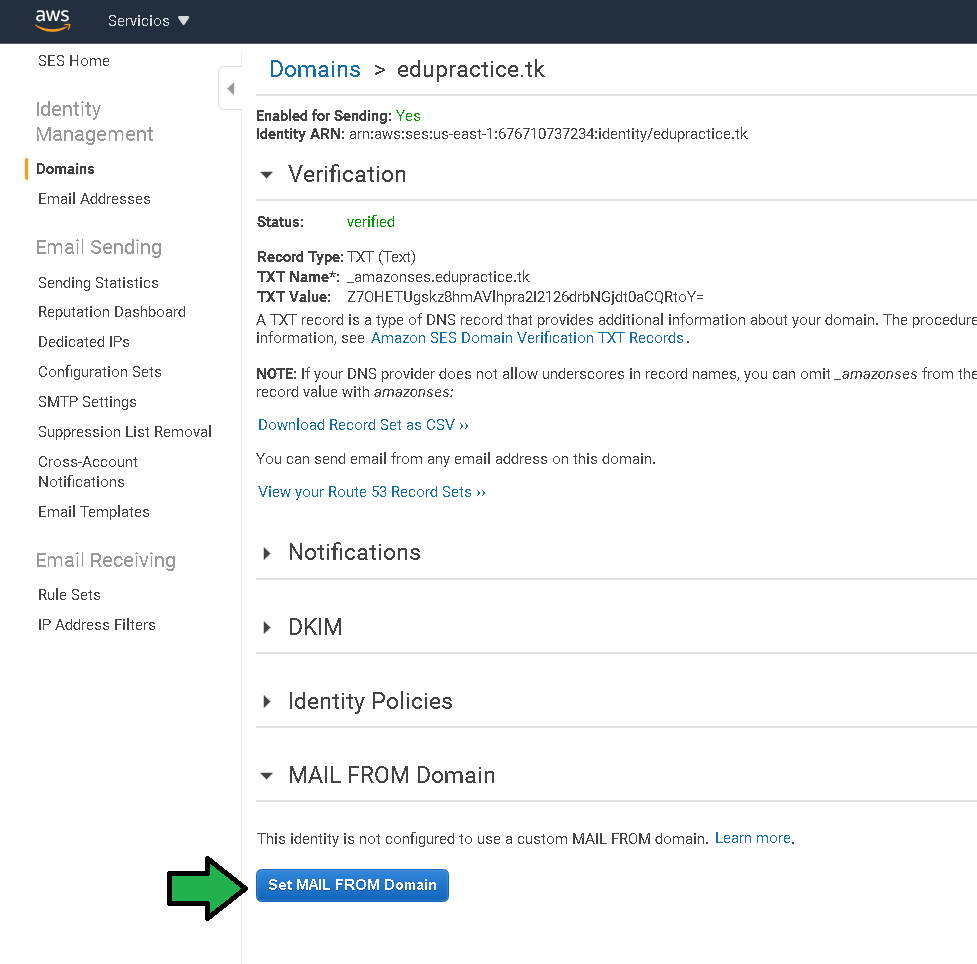 aws Servicios
SES Home
Identity
Management
Domains
Email Addresses
Email Sending
Sending Statistics
Reputation Dashboard
Dedicated IPs
Configuration Sets
SMTP Settings
Suppression List Removal
Cross-Account
Notifications
Email Templates
Email Receiving
Rule Sets
IP Address Filters
Domains > edupractice.tk
Enabled for Sending: Yes
Identity ARN: arn:aws:ses:us-east-1:676710737234:identity/edupractice.tk
Verification
Status: verified
Record Type: TXT (Text)
TXT Name*: _amazonses.edupractice.tk
TXT Value: Z7OHETUgskz8hmAVlhpra2I2126drbNGjdt0aCQRtoY=
A TXT record is a type of DNS record that provides additional information about your domain. The procedure
information, see Amazon SES Domain Verification TXT Records.
NOTE: If your DNS provider does not allow underscores in record names, you can omit _amazonses from the
record value with amazonses:
Download Record Set as CSV ››
You can send email from any email address on this domain.
View your Route 53 Record Sets ››
Notifications
DKIM
Identity Policies
MAIL FROM Domain
This identity is not configured to use a custom MAIL FROM domain. Learn more.
Set MAIL FROM Domain